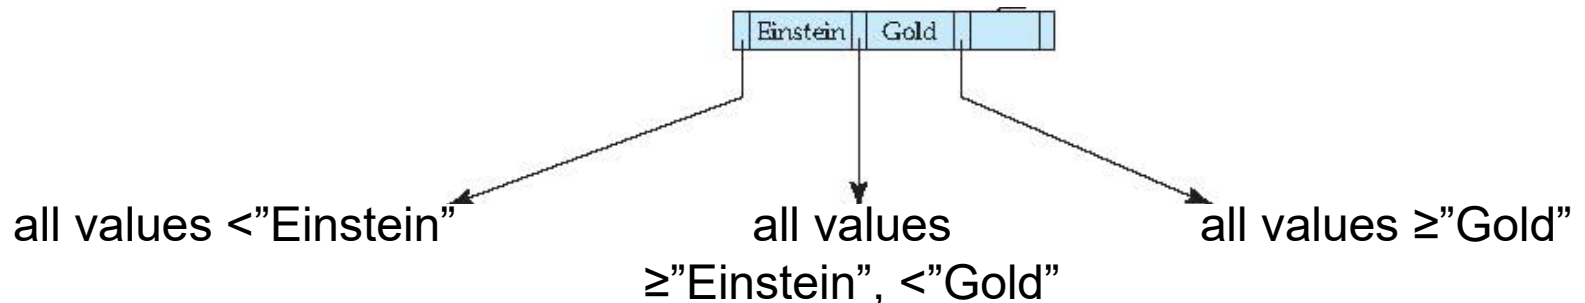 Einstein Gold
all values <”Einstein” all values all values ≥”Gold”
≥”Einstein”, <”Gold”